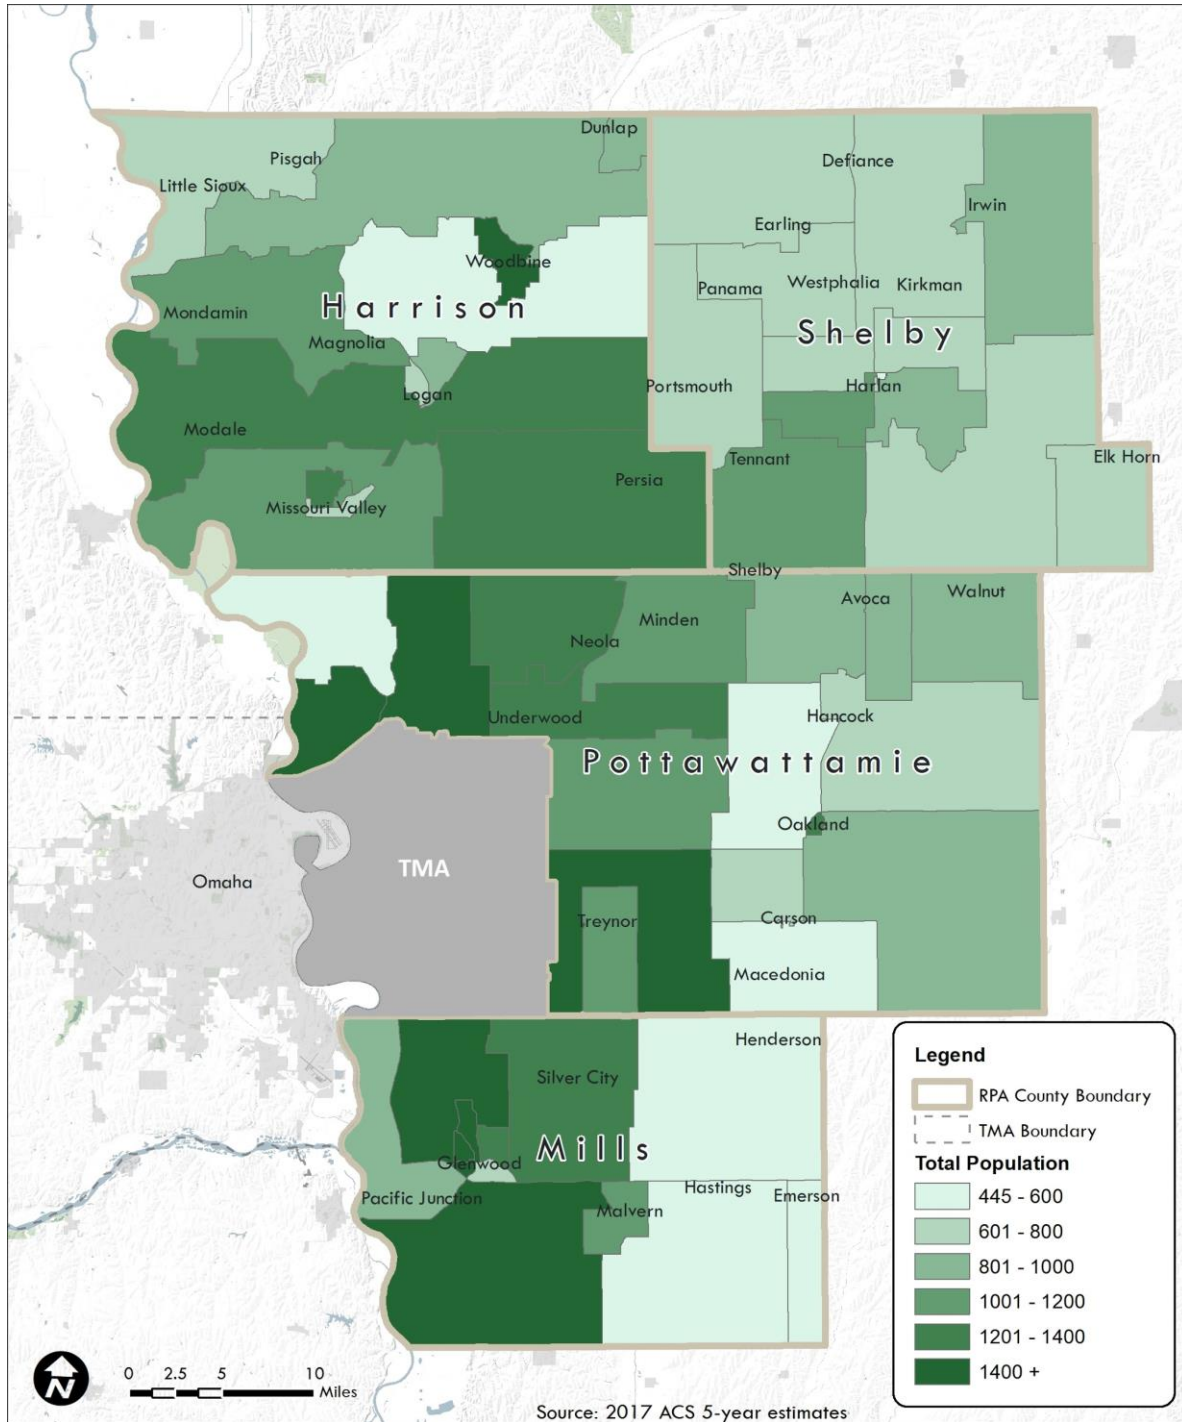 Dunlap
Pisgah
Defiance
Little Sioux
Irwin
Earling
Woodbine
Panama
Westphalia
Kirkman
Mondamin
Harrison
Shelby
Magnolia
Portsmouth
Harlan
Logan
Modale
Tennant
Elk Horn
Persia
Missouri Valley
Shelby
Walnut
Avoca
Minden
Neola
Underwood
Hancock
Pottawattamie
Oakland
TMA
Omaha
Treynor
Carson
Macedonia
Henderson
Silver City
Mills
Glenwood
Pacific Junction
Hastings
Emerson
Malvern
Legend
RPA County Boundary
TMA Boundary
Total Population
445 - 600
601 - 800
801 - 1000
1001 - 1200
1201 - 1400
1400 +
N
0 2.5 5 10
Miles
Source: 2017 ACS 5-year estimates